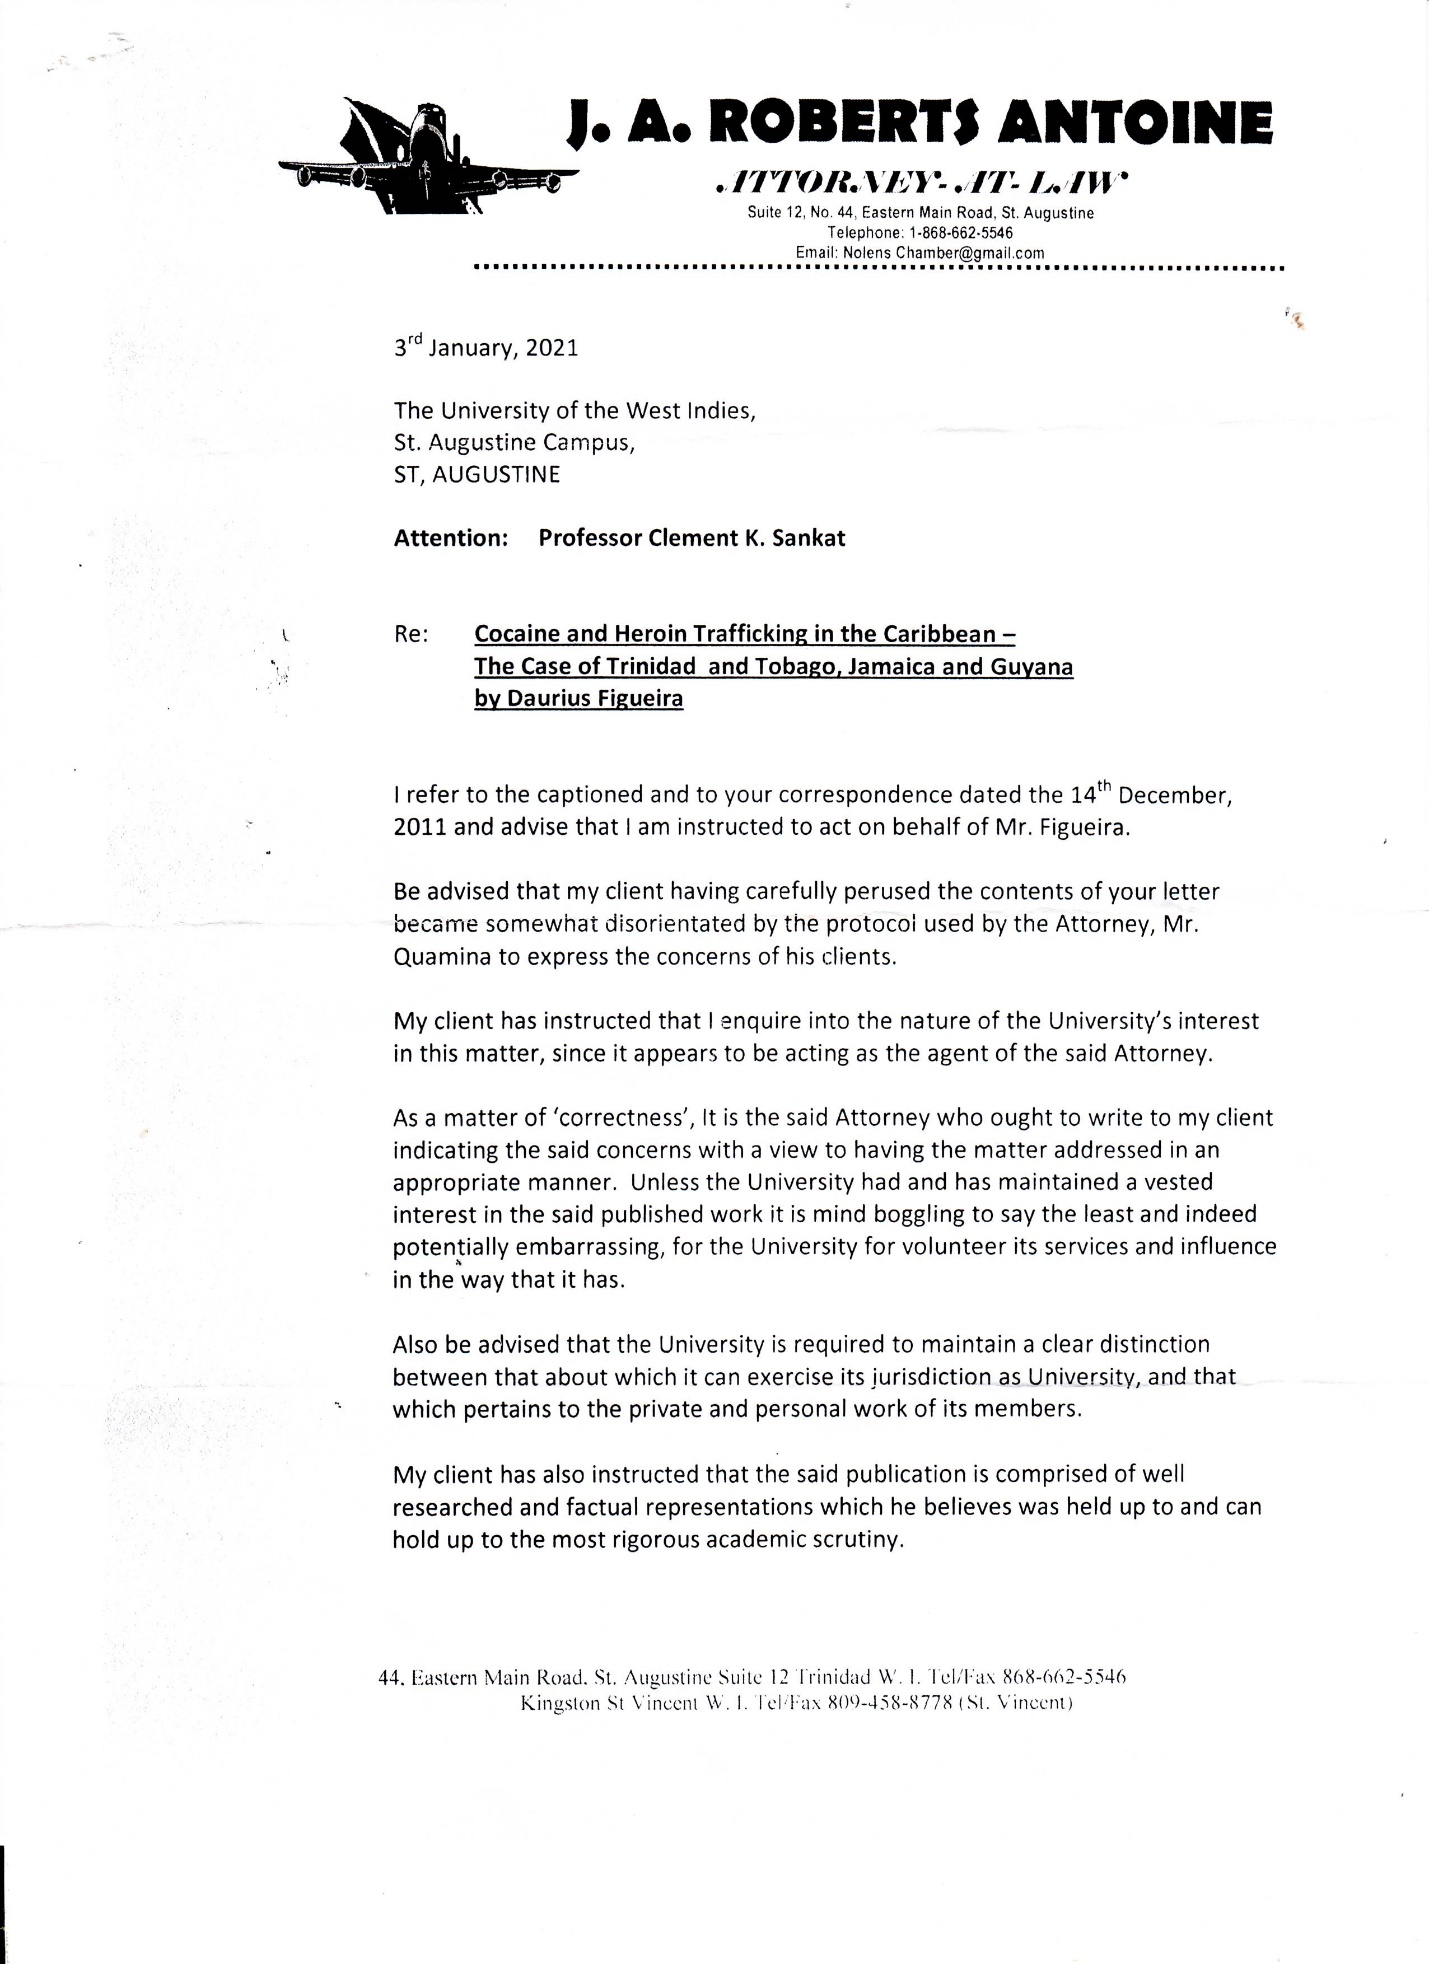 J. A. ROBERTS ANTOINE
ATTORNEY-AT-LAW
Suite 12, No. 44, Eastern Main Road, St. Augustine
Telephone: 1-868-662-5546
Email: Nolens Chamber@gmail.com
3rd January, 2021
The University of the West Indies,
St. Augustine Campus,
ST, AUGUSTINE
Attention: Professor Clement K. Sankat
Re: Cocaine and Heroin Trafficking in the Caribbean –
The Case of Trinidad and Tobago, Jamaica and Guyana
by Daurius Figueira
I refer to the captioned and to your correspondence dated the 14th December,
2011 and advise that I am instructed to act on behalf of Mr. Figueira.
Be advised that my client having carefully perused the contents of your letter
became somewhat disorientated by the protocol used by the Attorney, Mr.
Quamina to express the concerns of his clients.
My client has instructed that I enquire into the nature of the University's interest
in this matter, since it appears to be acting as the agent of the said Attorney.
As a matter of 'correctness', It is the said Attorney who ought to write to my client
indicating the said concerns with a view to having the matter addressed in an
appropriate manner. Unless the University had and has maintained a vested
interest in the said published work it is mind boggling to say the least and indeed
potentially embarrassing, for the University for volunteer its services and influence
in the way that it has.
Also be advised that the University is required to maintain a clear distinction
between that about which it can exercise its jurisdiction as University, and that
which pertains to the private and personal work of its members.
My client has also instructed that the said publication is comprised of well
researched and factual representations which he believes was held up to and can
hold up to the most rigorous academic scrutiny.
44. Eastern Main Road. St. Augustine Suite 12 Trinidad W. I. Tel/Fax 868-662-5546
Kingston St Vincent W. I. Tel/Fax 809-458-8778 (St. Vincent)